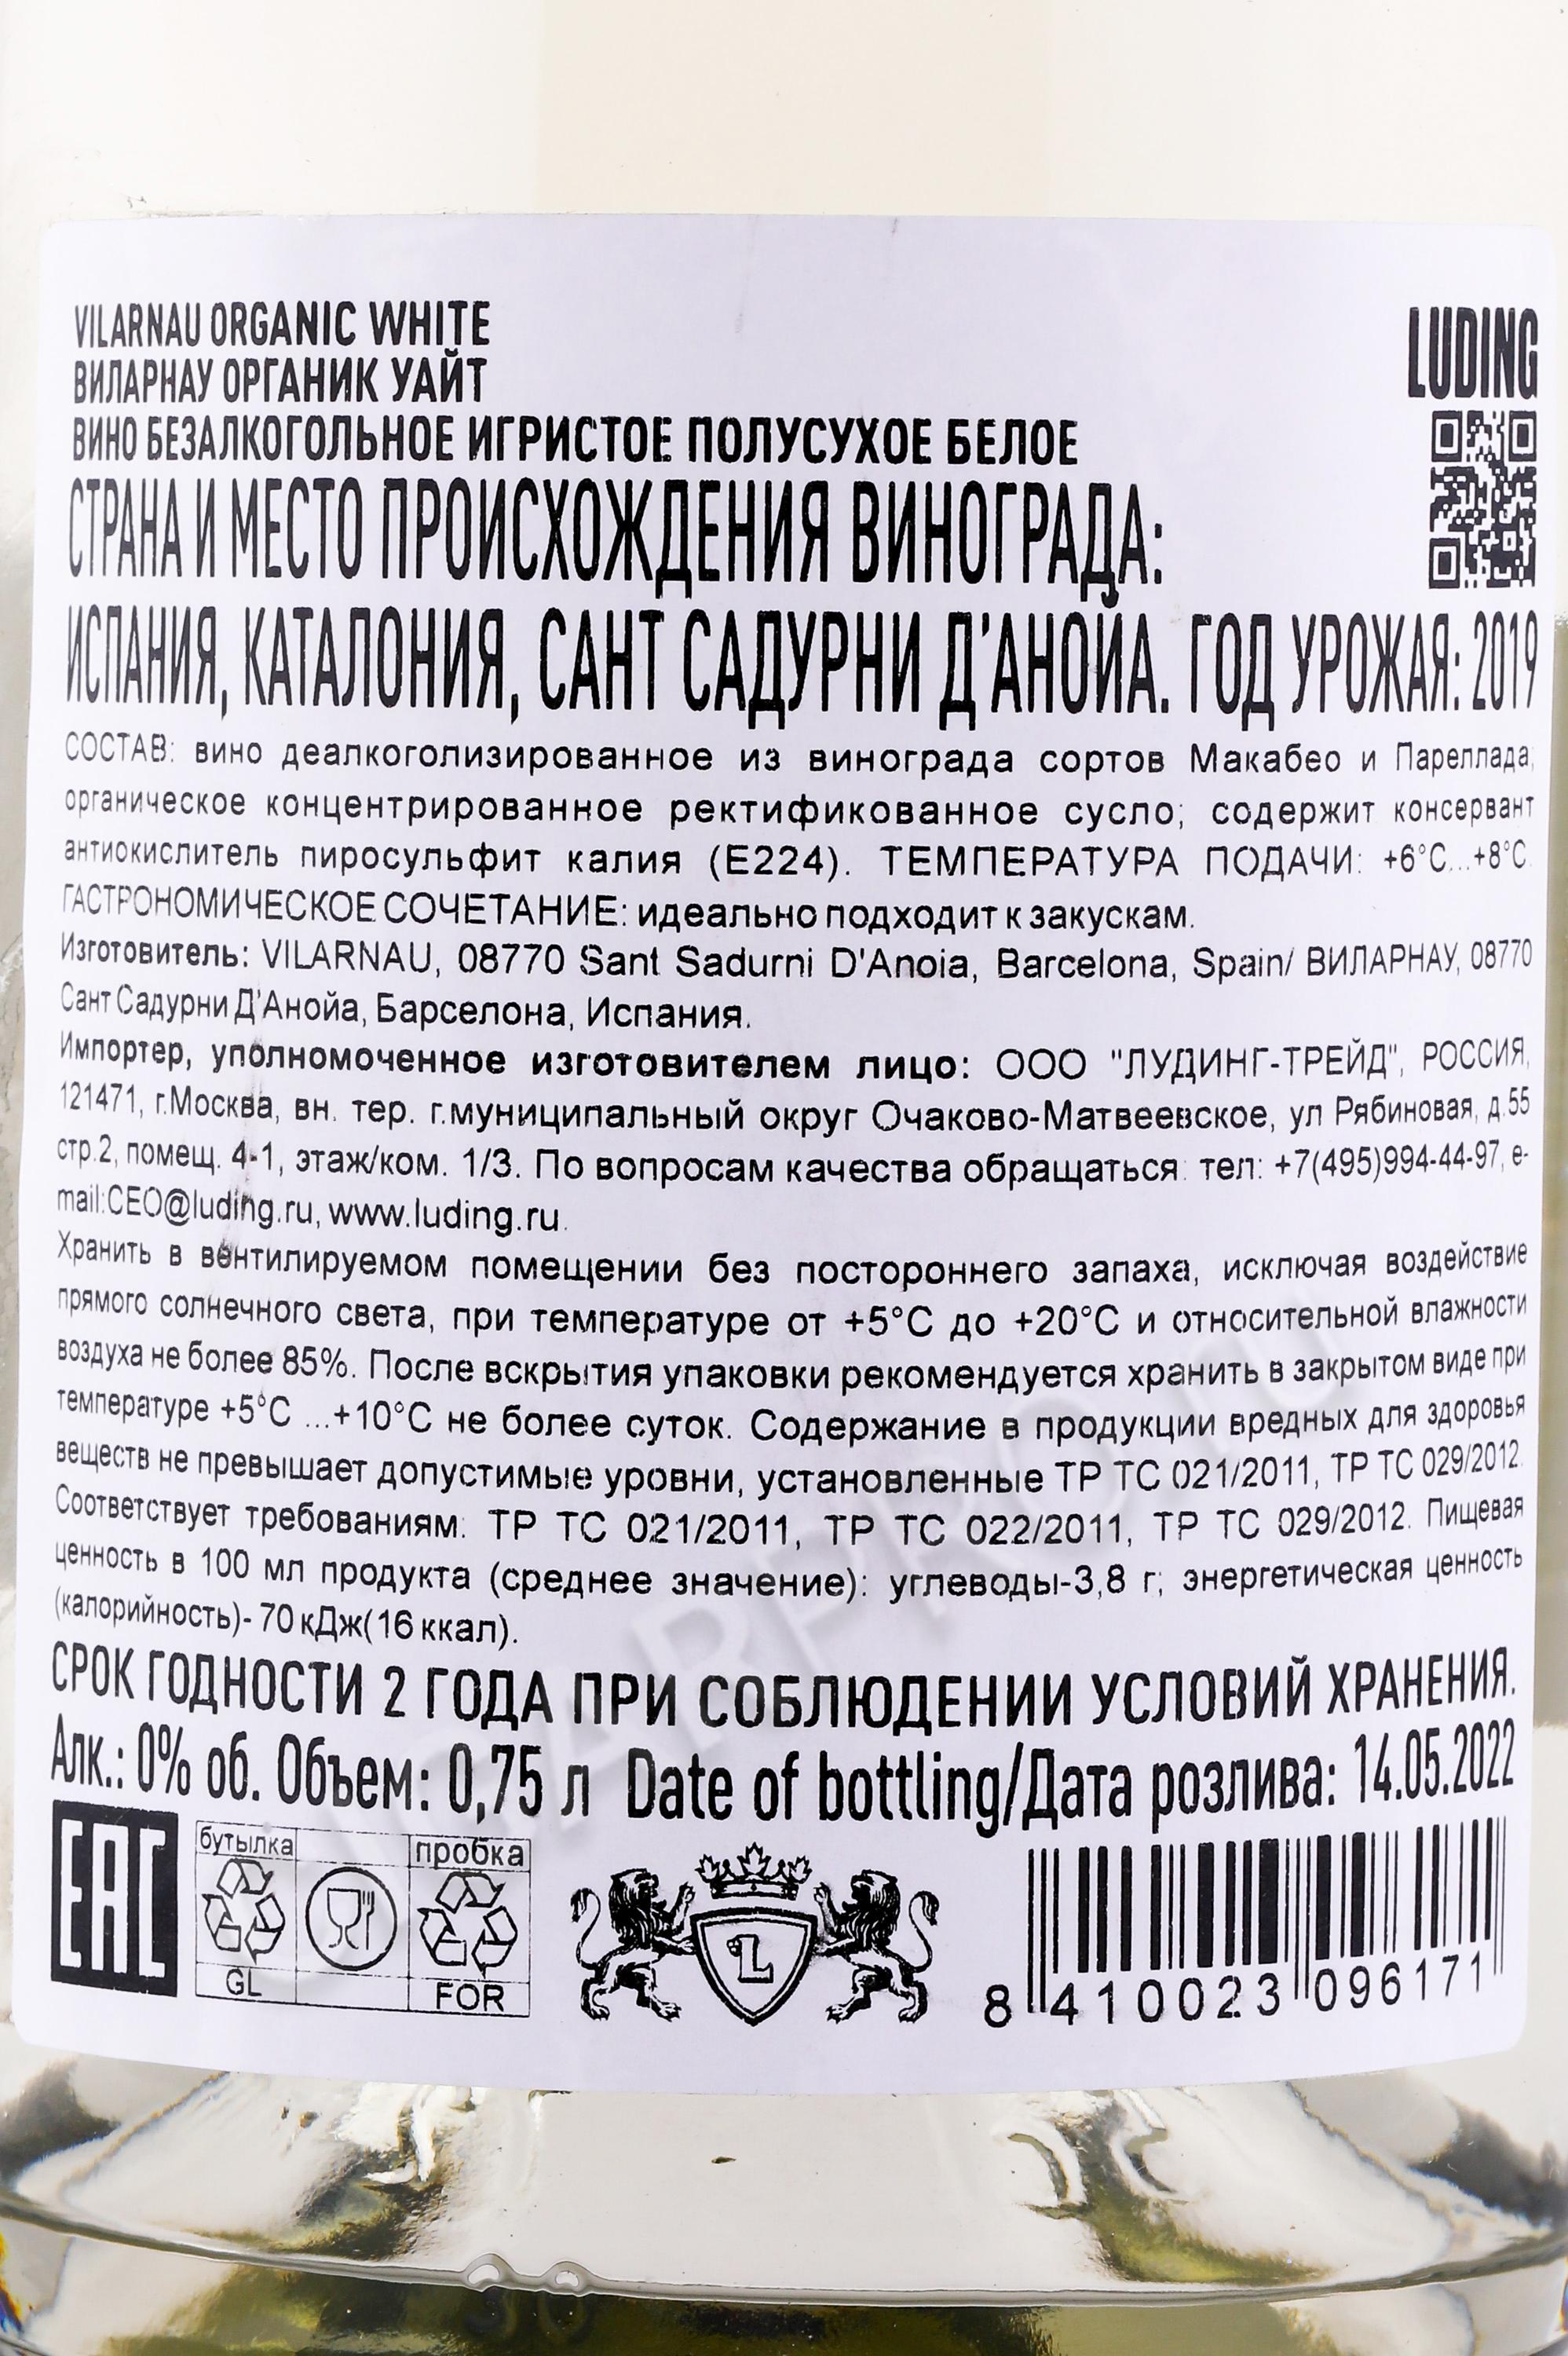 VILARNAU ORGANIC WHITE
LUDING
ВИЛАРНАУ ОРГАНИК УАЙТ
ВИНО БЕЗАЛКОГОЛЬНОЕ ИГРИСТОЕ ПОЛУСУХОЕ БЕЛОЕ
СТРАНА И МЕСТО ПРОИСХОЖДЕНИЯ ВИНОГРАДА:
ИСПАНИЯ, КАТАЛОНИЯ, САНТ САДУРНИ Д'АНОЙА. ГОД УРОЖАЯ: 2019
СОСТАВ: вино деалкоголизированное из винограда сортов Макабео и Пареллада;
органическое концентрированное ректификованное сусло; содержит консервант
антиокислитель пиросульфит калия (Е224). ТЕМПЕРАТУРА ПОДАЧИ: +6°С...+8°С.
ГАСТРОНОМИЧЕСКОЕ СОЧЕТАНИЕ: идеально подходит к закускам.
Изготовитель: VILARNAU, 08770 Sant Sadurni D'Anoia, Barcelona, Spain/ ВИЛАРНАУ, 08770
Сант Садурни Д'Анойа, Барселона, Испания.
Импортер, уполномоченное изготовителем лицо: ООО "ЛУДИНГ-ТРЕЙД", РОССИЯ,
121471, г.Москва, вн. тер. г.муниципальный округ Очаково-Матвеевское, ул Рябиновая, д.55
стр.2, помещ. 4-1, этаж/ком. 1/3. По вопросам качества обращаться: тел: +7(495)994-44-97, e-
mail:CEO@luding.ru, www.luding.ru.
Хранить в вентилируемом помещении без постороннего запаха, исключая воздействие
прямого солнечного света, при температуре от +5°С до +20°С и относительной влажности
воздуха не более 85%. После вскрытия упаковки рекомендуется хранить в закрытом виде при
температуре +5°С ...+10°С не более суток. Содержание в продукции вредных для здоровья
веществ не превышает допустимые уровни, установленные ТР ТС 021/2011, ТР ТС 029/2012.
Соответствует требованиям: ТР ТС 021/2011, ТР ТС 022/2011, ТР ТС 029/2012. Пищевая
ценность в 100 мл продукта (среднее значение): углеводы-3,8 г; энергетическая ценность
(калорийность)- 70 кДж(16 ккал).
СРОК ГОДНОСТИ 2 ГОДА ПРИ СОБЛЮДЕНИИ УСЛОВИЙ ХРАНЕНИЯ.
Алк.: 0% об. Объем: 0,75 л Date of bottling/Дата розлива: 14.05.2022
EAC
бутылка
пробка
GL
FOR
L
8 410023 096171